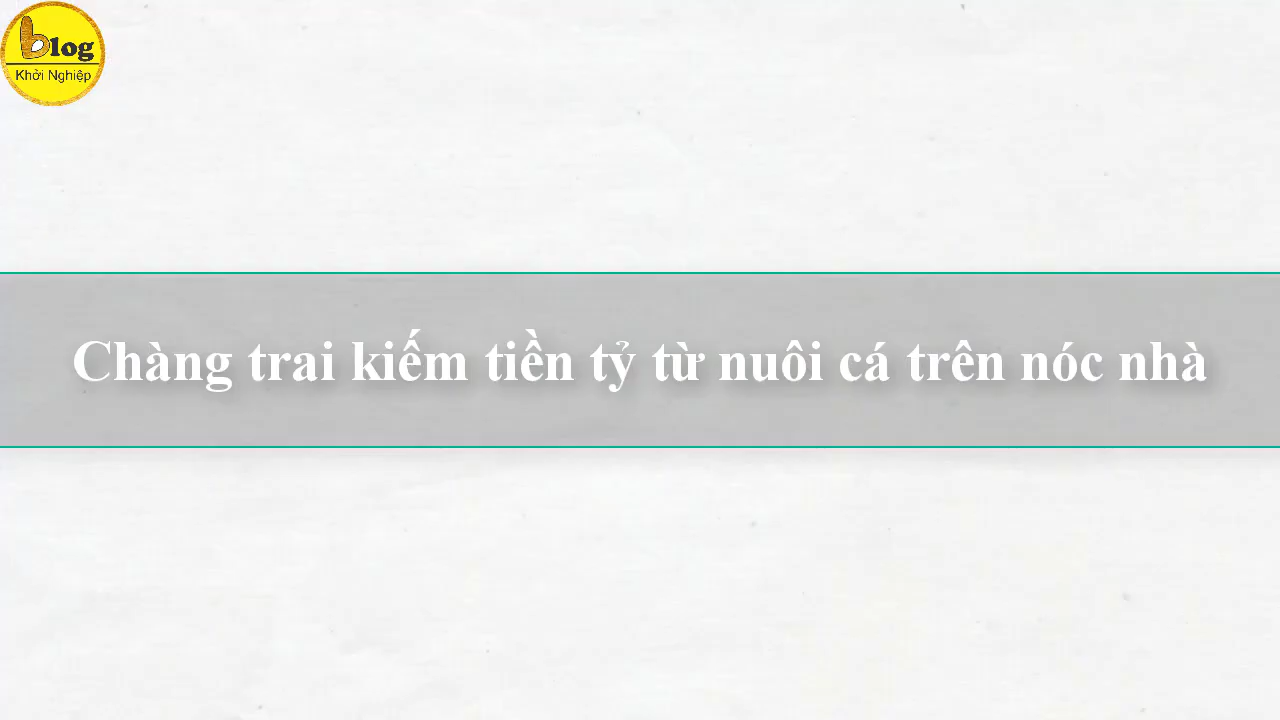 blog
Khởi Nghiệp
Chàng trai kiếm tiền tỷ từ nuôi cá trên nóc nhà